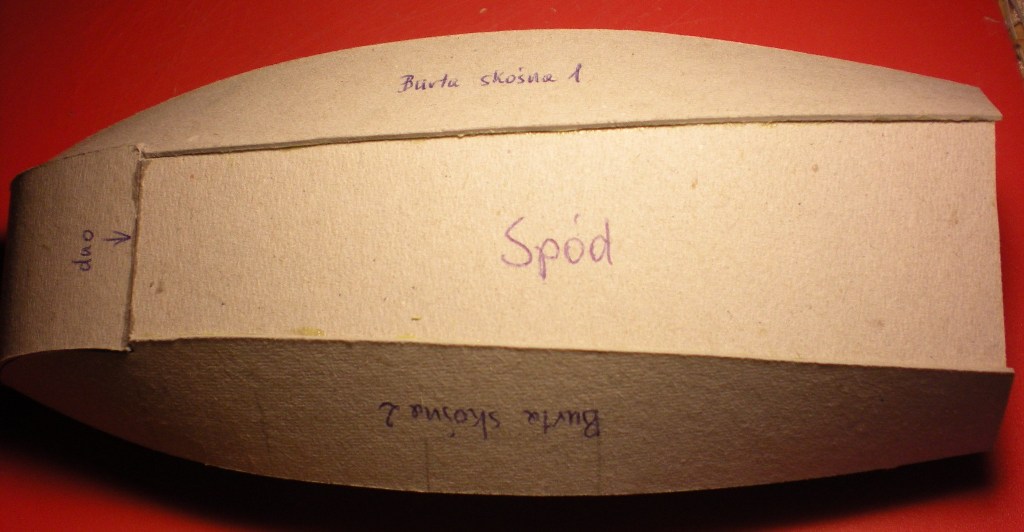 Burta skośna 1
dno
Spód
Burta skośna 2